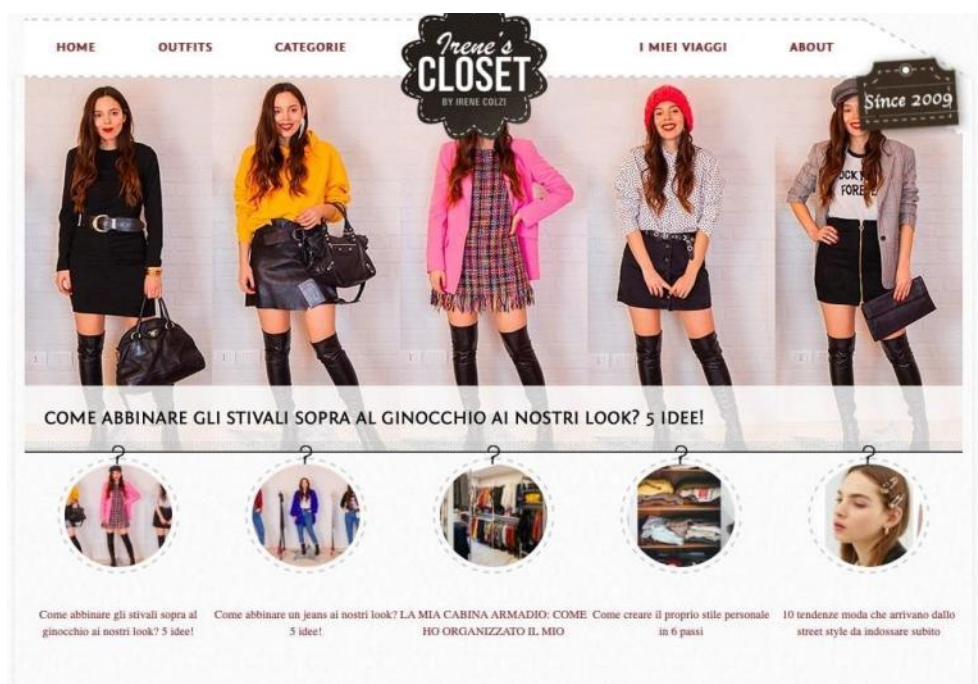 HOME
OUTFITS
CATEGORIE
Irene's
CLOSET
BY IRENE COLZI
I MIEI VIAGGI
ABOUT
Since 2009
FORE
COME ABBINARE GLI STIVALI SOPRA AL GINOCCHIO AI NOSTRI LOOK? 5 IDEE!
Come abbinare gli stivali sopra al
ginocchio ai nostri look? 5 idee!
Come abbinare un jeans ai nostri look?
5 idee!
LA MIA CABINA ARMADIO: COME
HO ORGANIZZATO IL MIO
Come creare il proprio stile personale
in 6 passi
10 tendenze moda che arrivano dallo
street style da indossare subito